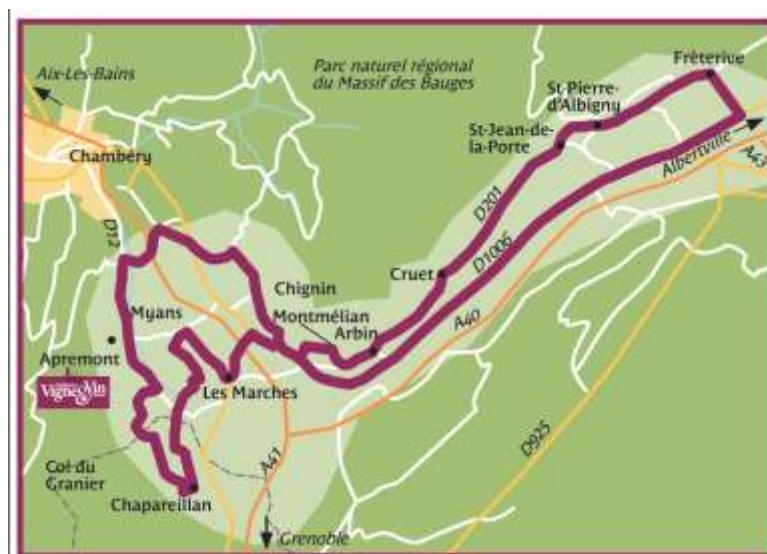 Aix-Les-Bains
Parc naturel régional
du Massif des Bauges
Frèterive
St-Pierre-
d'Albigny
St-Jean-de-
la-Porte
Chambéry
Albertville
A43
D12
D201
D1006
Cruet
Chignin
Montmélian
Arbin
A40
Myans
Apremont
Vigne&Vin
Les Marches
D925
Col du
Granier
A41
Chapareillan
Grenoble